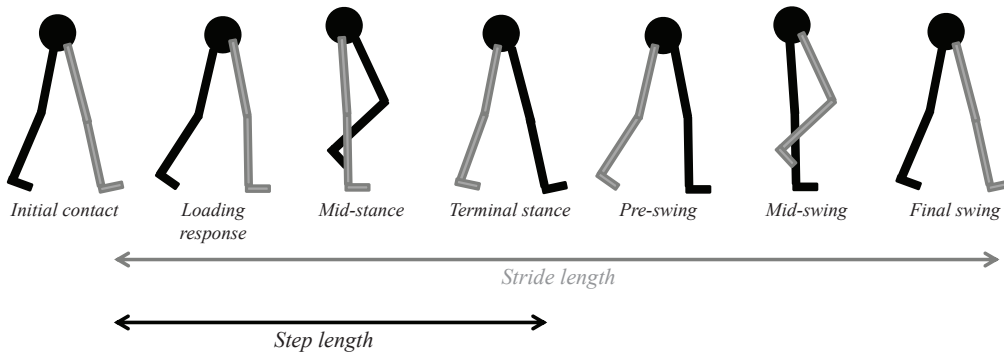 Initial contact
Loading
response
Mid-stance
Terminal stance
Pre-swing
Mid-swing
Final swing
Stride length
Step length